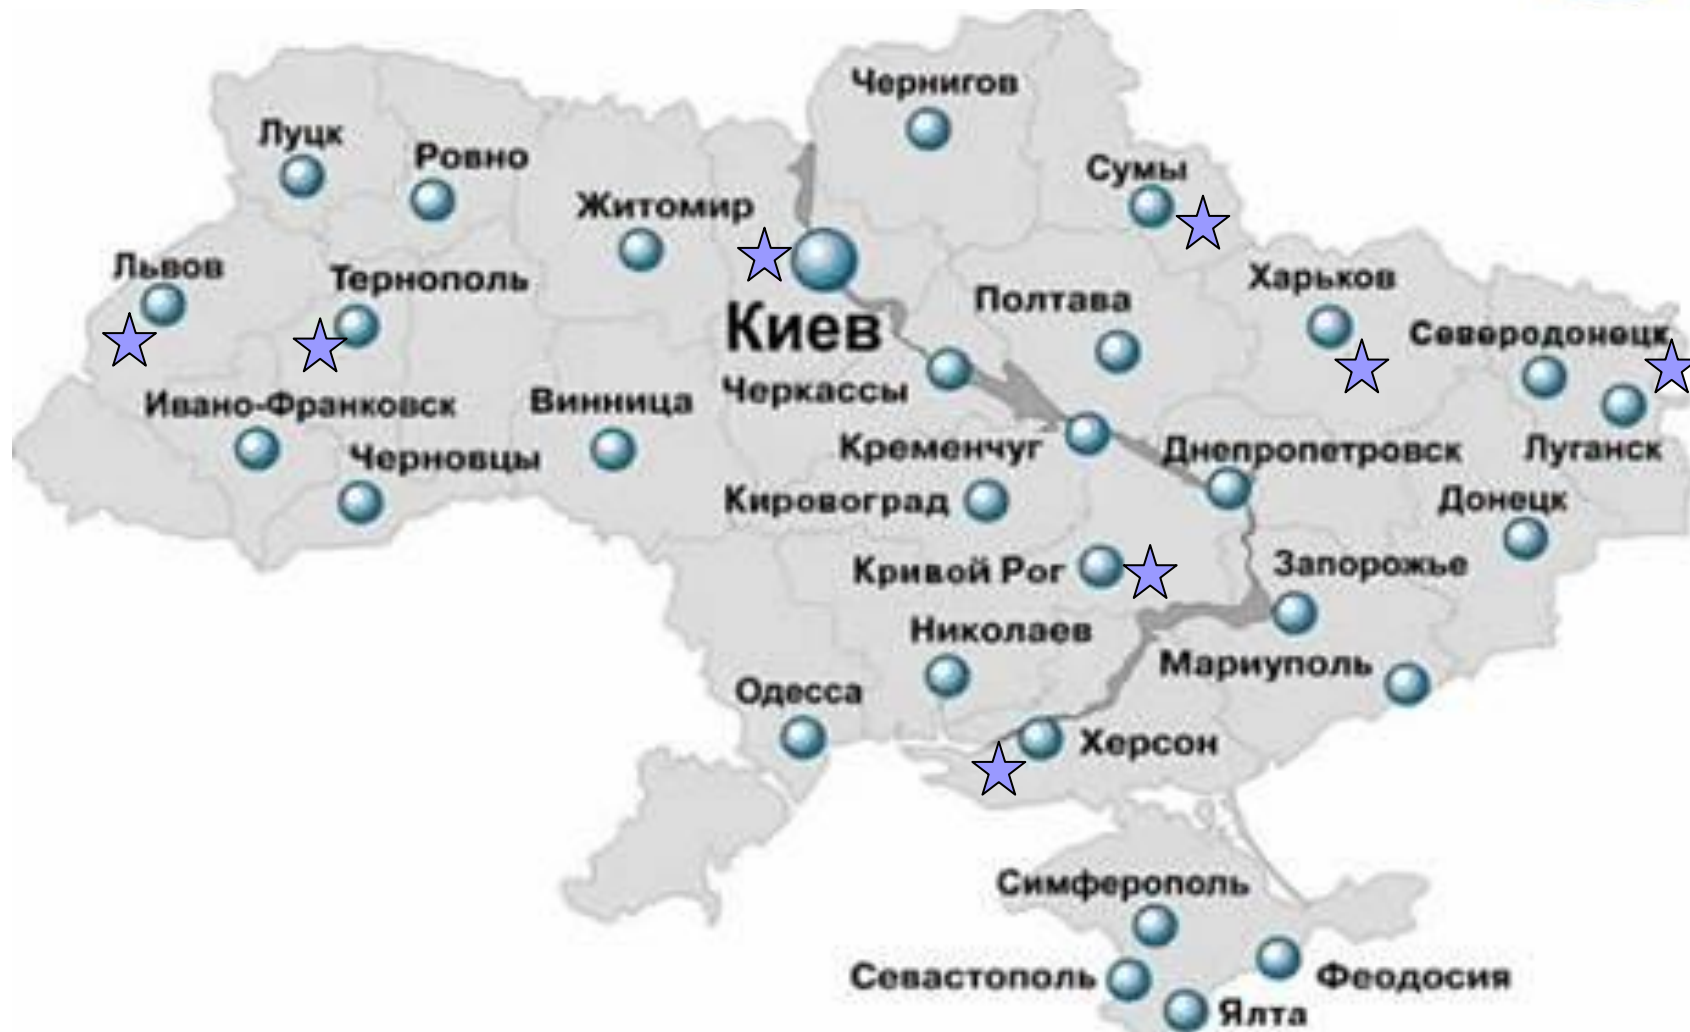 Чернигов
Луцк
Ровно
Сумы
Житомир
Львов
Тернополь
Харьков
Полтава
Киев
Северодонецк
Черкассы
Ивано-Франковск
Винница
Кременчуг
Днепропетровск
Луганск
Черновцы
Кировоград
Донецк
Кривой Рог
Запорожье
Николаев
Мариуполь
Одесса
Херсон
Симферополь
Севастополь
Феодосия
Ялта